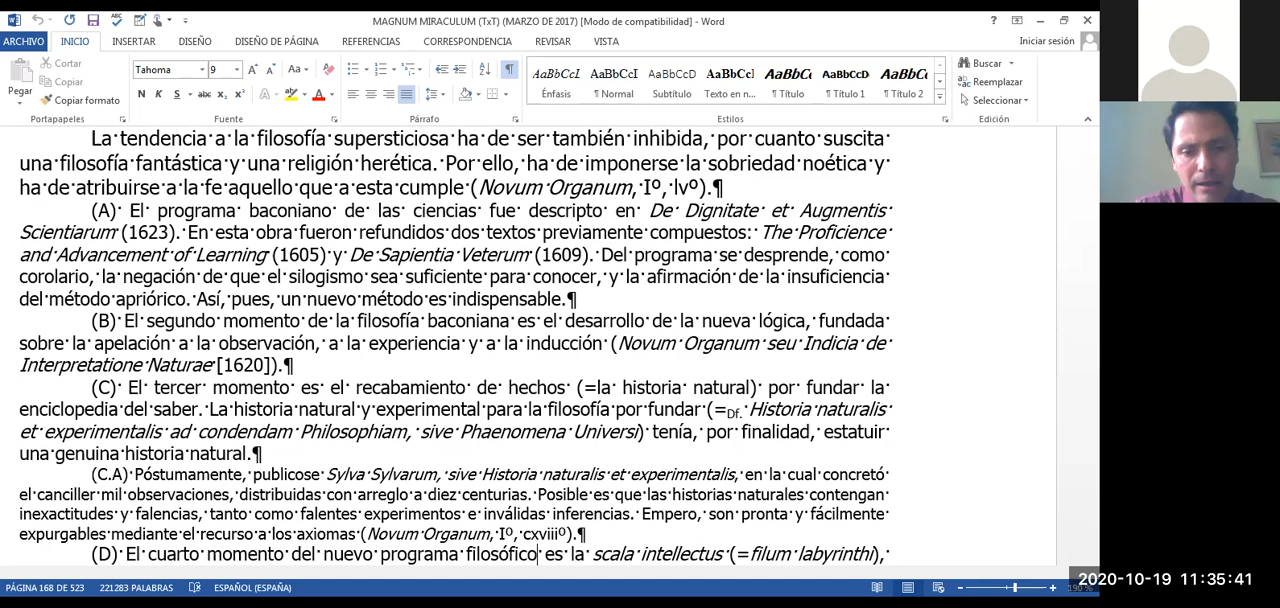 MAGNUM MIRACULUM (TxT) (MARZO DE 2017) [Modo de compatibilidad] - Word
ARCHIVO INICIO INSERTAR DISEÑO DISEÑO DE PÁGINA REFERENCIAS CORRESPONDENCIA REVISAR VISTA Iniciar sesión
Cortar
Copiar
Pegar
Copiar formato
Tahoma 9
Aa
N K S abc x₂ x²
AaBbCcI AaBbCcI AaBbCcD AaBbCcI AaBbC AaBbCcD AaBbC
Énfasis ¶ Normal Subtítulo Texto en n... ¶ Título ¶ Título 1 ¶ Título 2
Buscar
Reemplazar
Seleccionar
Portapapeles Fuente Párrafo Estilos Edición
La tendencia a la filosofía supersticiosa ha de ser también inhibida, por cuanto suscita
una filosofía fantástica y una religión herética. Por ello, ha de imponerse la sobriedad noética y
ha de atribuirse a la fe aquello que a esta cumple (Novum Organum, Iº, lvº).¶
(A) El programa baconiano de las ciencias fue descripto en De Dignitate et Augmentis
Scientiarum (1623). En esta obra fueron refundidos dos textos previamente compuestos: The Proficience
and Advancement of Learning (1605) y De Sapientia Veterum (1609). Del programa se desprende, como
corolario, la negación de que el silogismo sea suficiente para conocer, y la afirmación de la insuficiencia
del método apriórico. Así, pues, un nuevo método es indispensable.¶
(B) El segundo momento de la filosofía baconiana es el desarrollo de la nueva lógica, fundada
sobre la apelación a la observación, a la experiencia y a la inducción (Novum Organum seu Indicia de
Interpretatione Naturae [1620]).¶
(C) El tercer momento es el recabamiento de hechos (=la historia natural) por fundar la
enciclopedia del saber. La historia natural y experimental para la filosofía por fundar (=Df. Historia naturalis
et experimentalis ad condendam Philosophiam, sive Phaenomena Universi) tenía, por finalidad, estatuir
una genuina historia natural.¶
(C.A) Póstumamente, publicose Sylva Sylvarum, sive Historia naturalis et experimentalis, en la cual concretó
el canciller mil observaciones, distribuidas con arreglo a diez centurias. Posible es que las historias naturales contengan
inexactitudes y falencias, tanto como falentes experimentos e inválidas inferencias. Empero, son pronta y fácilmente
expurgables mediante el recurso a los axiomas (Novum Organum, Iº, cxviiiº).¶
(D) El cuarto momento del nuevo programa filosófico es la scala intellectus (=filum labyrinthi),
PÁGINA 168 DE 523 221283 PALABRAS ESPAÑOL (ESPAÑA) 190 %
2020-10-19 11:35:41